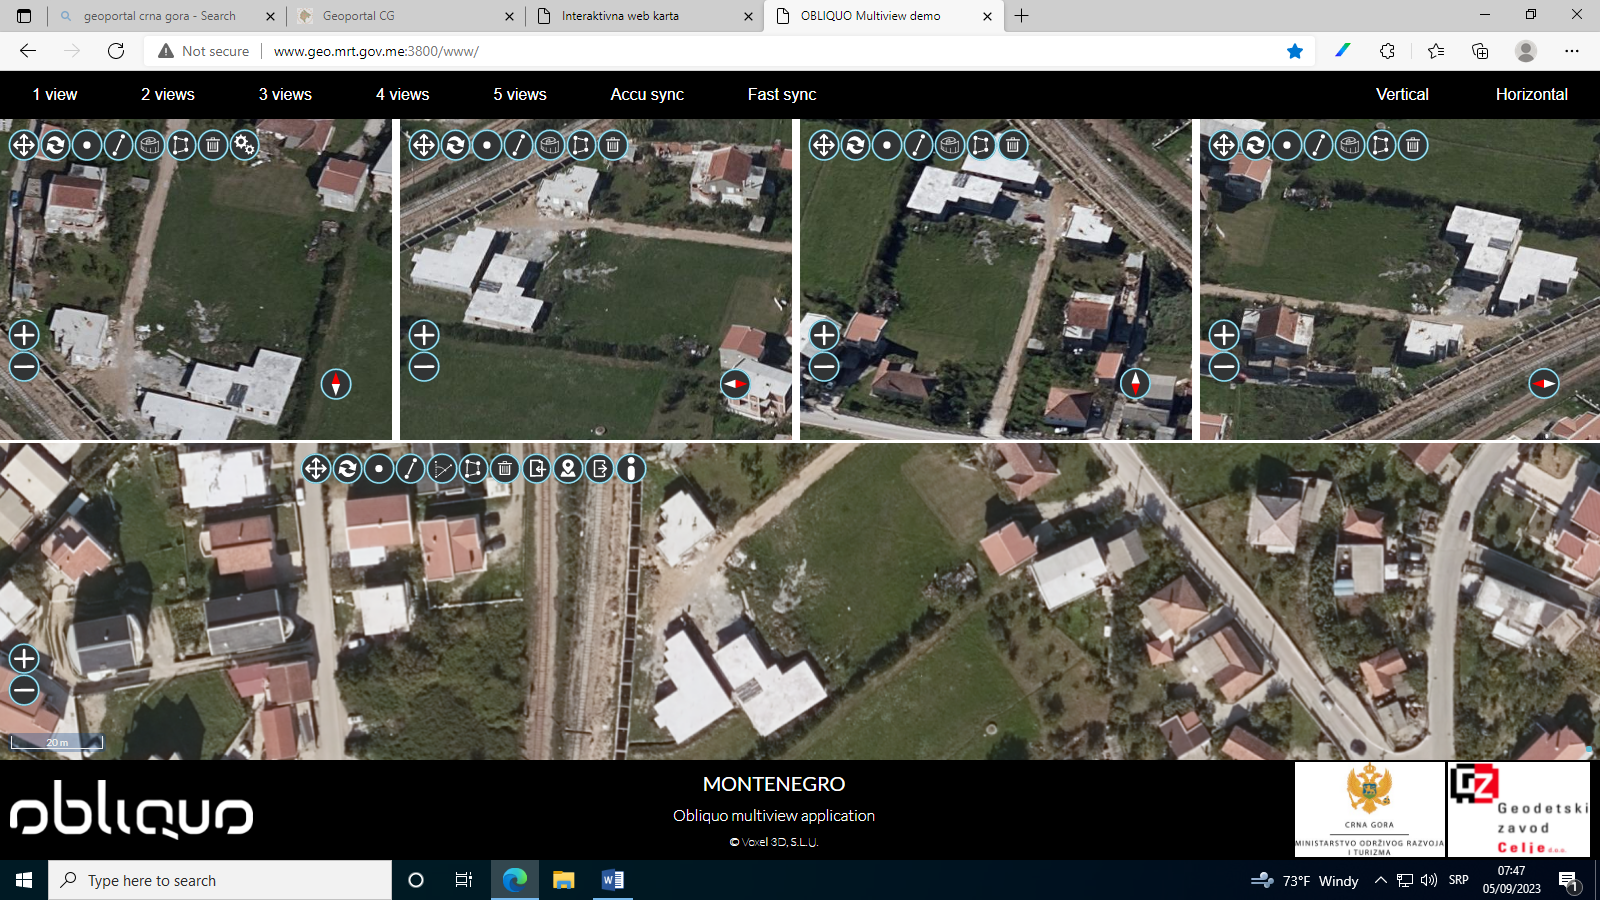 geoportal crna gora - Search
Geoportal CG
Interaktivna web karta
OBLIQUO Multiview demo
Not secure
www.geo.mrt.gov.me:3800/www/
1 view
2 views
3 views
4 views
5 views
Accu sync
Fast sync
Vertical
Horizontal
20 m
obliquo
MONTENEGRO
Obliquo multiview application
© Voxel 3D, S.L.U.
CRNA GORA
MINISTARSTVO ODRŽIVOG RAZVOJA
I TURIZMA
GZ
Geodetski
zavod
Celje d.o.o.
Type here to search
73°F Windy
SRP
07:47
05/09/2023
1